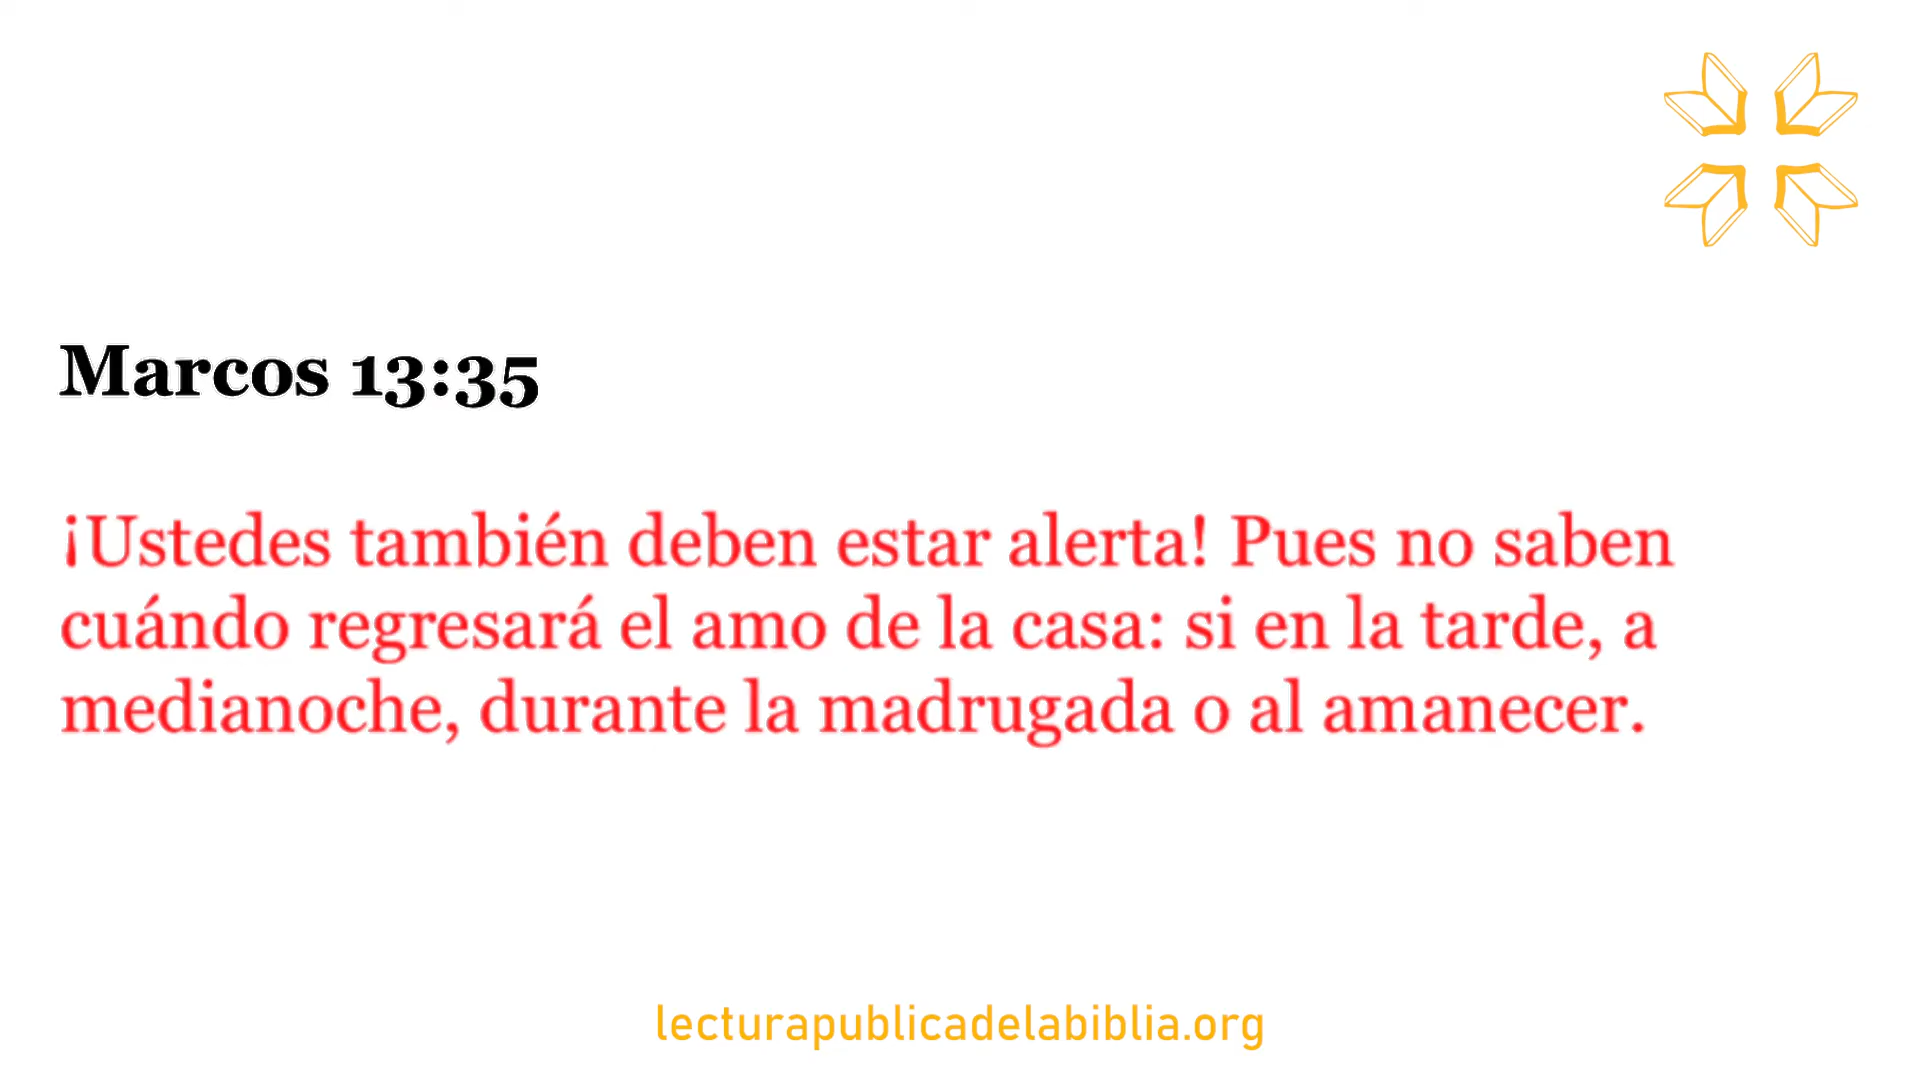 Marcos 13:35
¡Ustedes también deben estar alerta! Pues no saben
cuándo regresará el amo de la casa: si en la tarde, a
medianoche, durante la madrugada o al amanecer.
lecturapublicadelabiblia.org